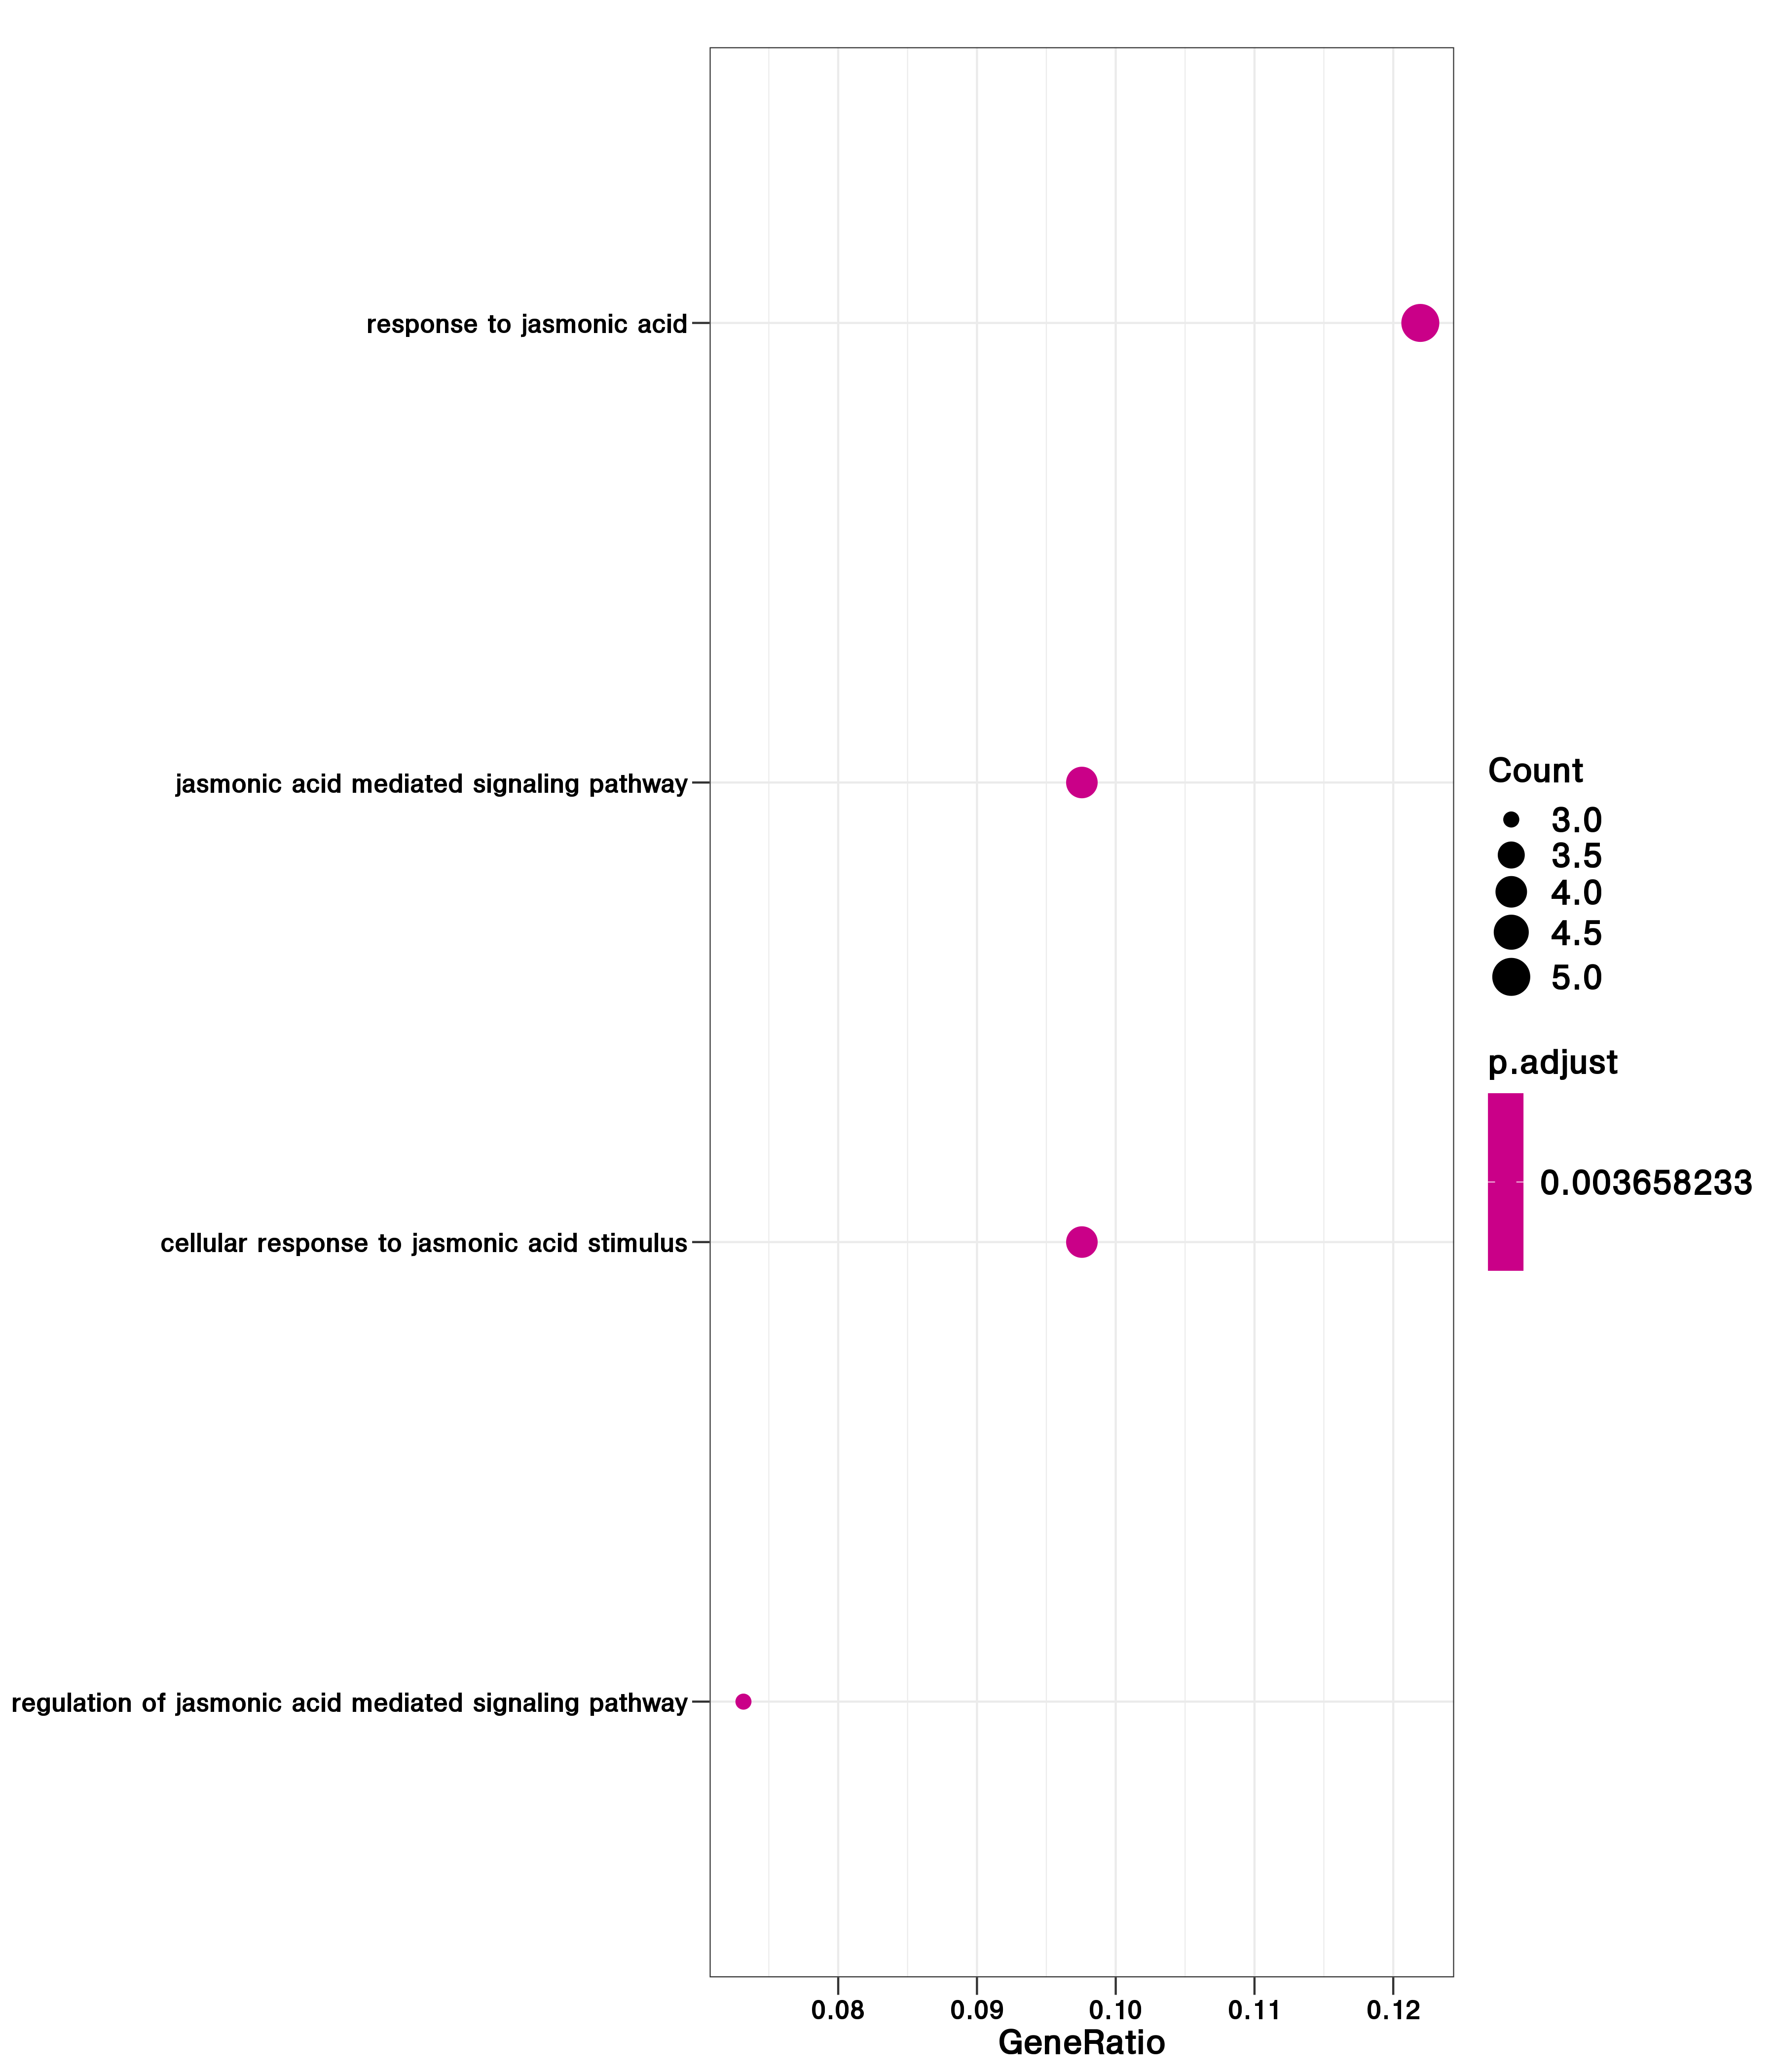 response to jasmonic acid
jasmonic acid mediated signaling pathway
cellular response to jasmonic acid stimulus
regulation of jasmonic acid mediated signaling pathway
0.08 0.09 0.10 0.11 0.12
GeneRatio
Count
3.0
3.5
4.0
4.5
5.0
p.adjust
0.003658233